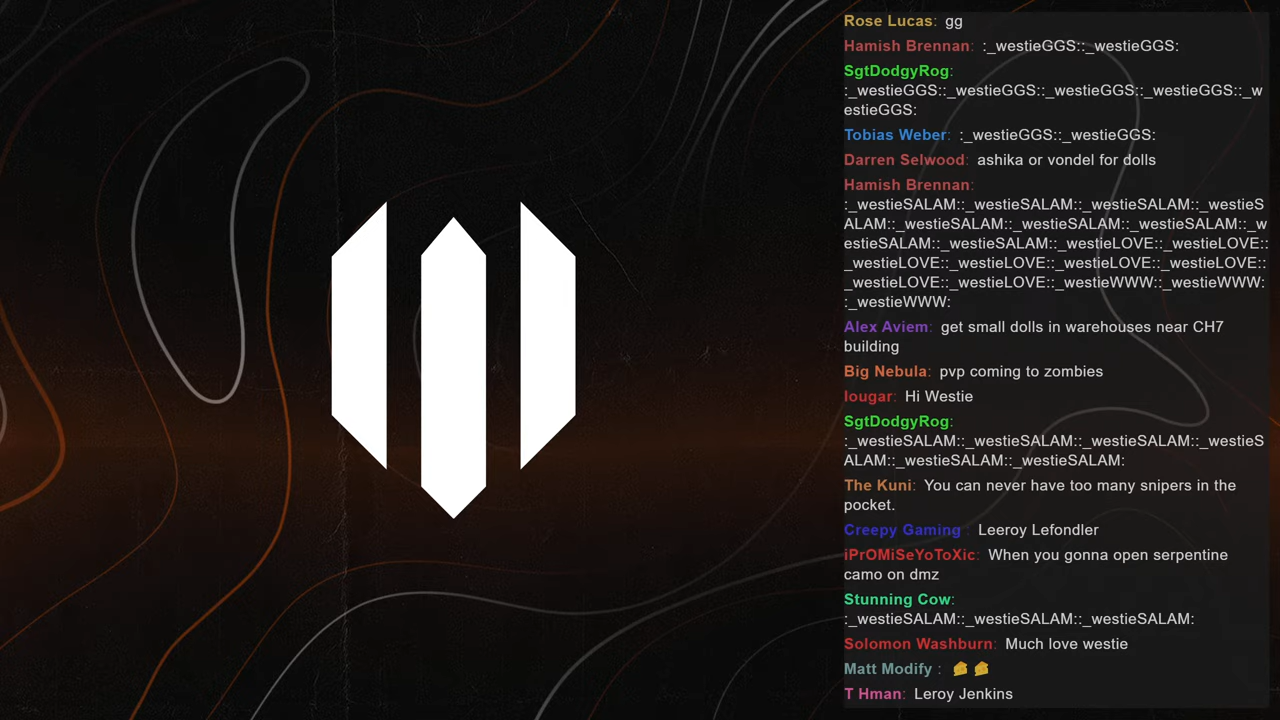 Rose Lucas: gg
Hamish Brennan: :_westieGGS::_westieGGS:
SgtDodgyRog:
:_westieGGS::_westieGGS::_westieGGS::_westieGGS::_w
estieGGS:
Tobias Weber: :_westieGGS::_westieGGS:
Darren Selwood: ashika or vondel for dolls
Hamish Brennan:
:_westieSALAM::_westieSALAM::_westieSALAM::_westieS
ALAM::_westieSALAM::_westieSALAM::_westieSALAM::_w
estieSALAM::_westieSALAM::_westieLOVE::_westieLOVE::
_westieLOVE::_westieLOVE::_westieLOVE::_westieLOVE::
_westieLOVE::_westieLOVE::_westieWWW::_westieWWW:
:_westieWWW:
Alex Aviem: get small dolls in warehouses near CH7
building
Big Nebula: pvp coming to zombies
lougar: Hi Westie
SgtDodgyRog:
:_westieSALAM::_westieSALAM::_westieSALAM::_westieS
ALAM::_westieSALAM::_westieSALAM:
The Kuni: You can never have too many snipers in the
pocket.
Creepy Gaming : Leeroy Lefondler
iPrOMiSeYoToXic: When you gonna open serpentine
camo on dmz
Stunning Cow:
:_westieSALAM::_westieSALAM::_westieSALAM:
Solomon Washburn: Much love westie
Matt Modify : 🧀 🧀
T Hman: Leroy Jenkins